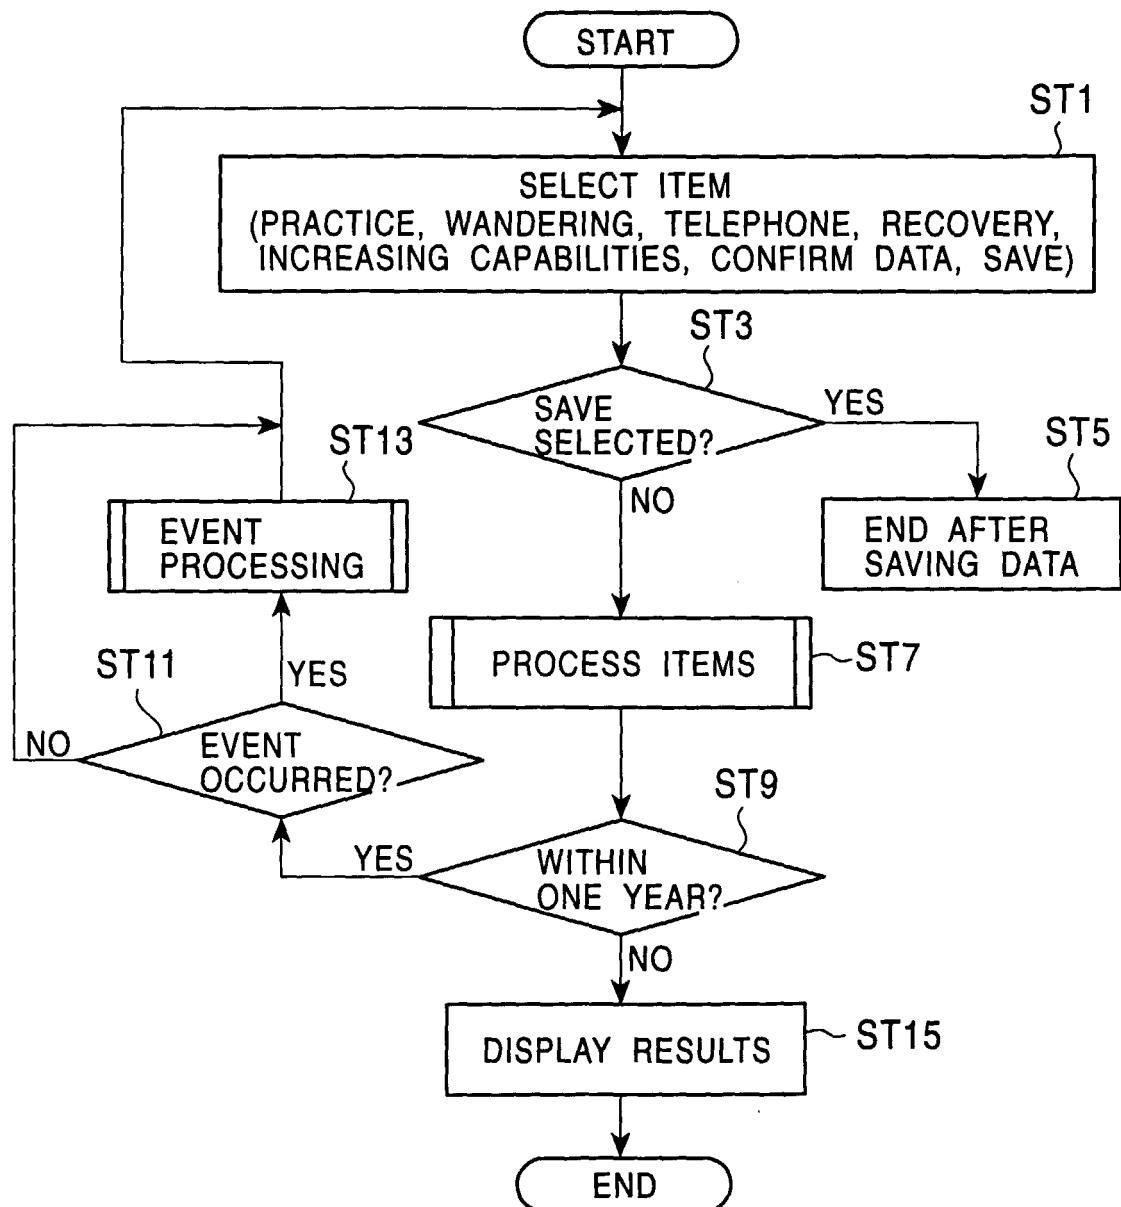 START
ST1
SELECT ITEM
(PRACTICE, WANDERING, TELEPHONE, RECOVERY,
INCREASING CAPABILITIES, CONFIRM DATA, SAVE)
ST3
SAVE
SELECTED?
YES
NO
ST5
END AFTER
SAVING DATA
ST13
EVENT
PROCESSING
PROCESS ITEMS
ST7
ST11
YES
NO
EVENT
OCCURRED?
ST9
YES
WITHIN
ONE YEAR?
NO
DISPLAY RESULTS
ST15
END